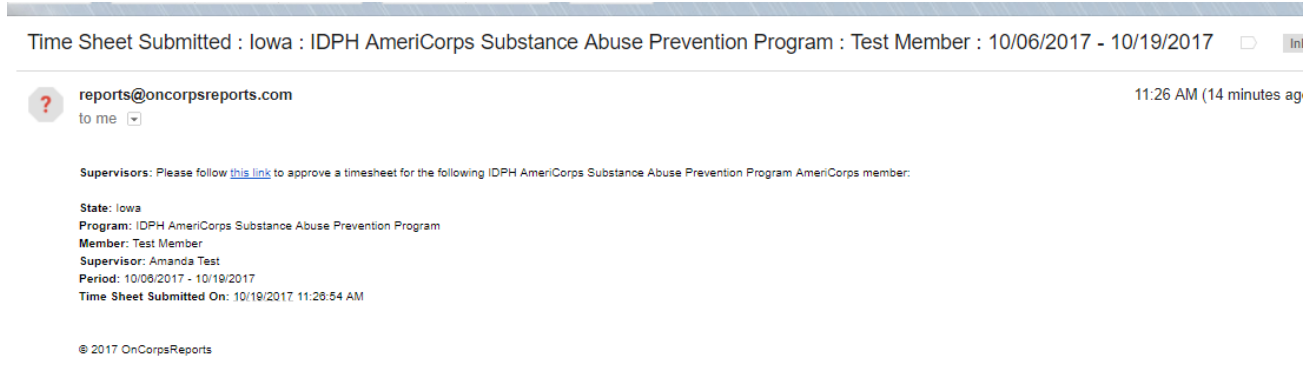 Time Sheet Submitted : Iowa : IDPH AmeriCorps Substance Abuse Prevention Program : Test Member : 10/06/2017 - 10/19/2017
?
reports@oncorpsreports.com
11:26 AM (14 minutes
to me
Supervisors: Please follow this link to approve a timesheet for the following IDPH AmeriCorps Substance Abuse Prevention Program AmeriCorps member:
State: Iowa
Program: IDPH AmeriCorps Substance Abuse Prevention Program
Member: Test Member
Supervisor: Amanda Test
Period: 10/06/2017 - 10/19/2017
Time Sheet Submitted On: 10/19/2017 11:26:54 AM
© 2017 OnCorpsReports